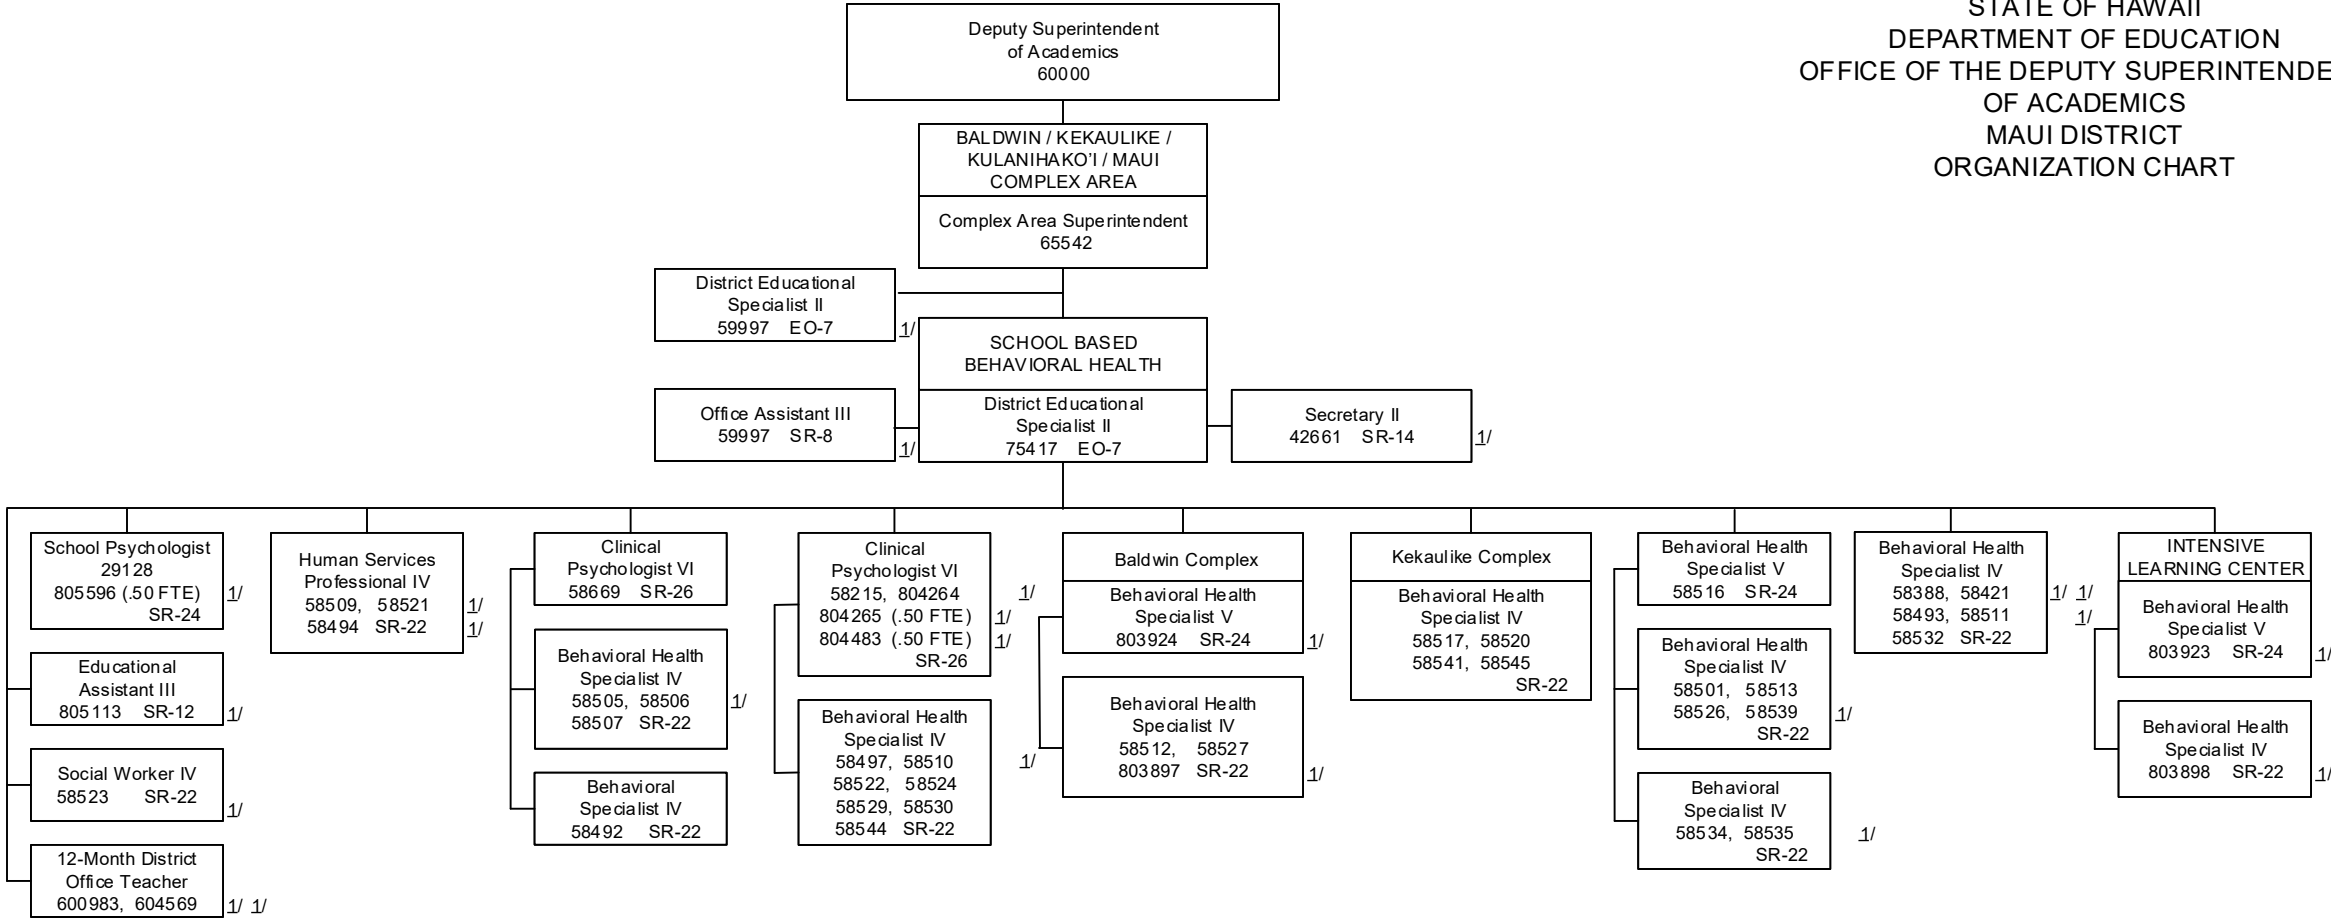 STATE OF HAWAII
DEPARTMENT OF EDUCATION
OFFICE OF THE DEPUTY SUPERINTENDE
OF ACADEMICS
MAUI DISTRICT
ORGANIZATION CHART
Deputy Superintendent
of Academics
60000
BALDWIN / KEKAULIKE /
KULANIHAKO'I / MAUI
COMPLEX AREA
Complex Area Superintendent
65542
District Educational
Specialist II
59997 EO-7
1/
SCHOOL BASED
BEHAVIORAL HEALTH
District Educational
Specialist II
75417 EO-7
Office Assistant III
59997 SR-8
1/
Secretary II
42661 SR-14
1/
School Psychologist
29128
805596 (.50 FTE)
SR-24
1/
Educational
Assistant III
805113 SR-12
1/
Social Worker IV
58523 SR-22
1/
12-Month District
Office Teacher
600983, 604569
1/ 1/
Human Services
Professional IV
58509, 58521
58494 SR-22
1/
1/
Clinical
Psychologist VI
58669 SR-26
Behavioral Health
Specialist IV
58505, 58506
58507 SR-22
1/
Behavioral
Specialist IV
58492 SR-22
Clinical
Psychologist VI
58215, 804264
804265 (.50 FTE)
804483 (.50 FTE)
SR-26
1/
1/
1/
Behavioral Health
Specialist IV
58497, 58510
58522, 58524
58529, 58530
58544 SR-22
1/
Baldwin Complex
Behavioral Health
Specialist V
803924 SR-24
1/
Behavioral Health
Specialist IV
58512, 58527
803897 SR-22
1/
Kekaulike Complex
Behavioral Health
Specialist IV
58517, 58520
58541, 58545
SR-22
Behavioral Health
Specialist V
58516 SR-24
Behavioral Health
Specialist IV
58501, 58513
58526, 58539
SR-22
1/
Behavioral
Specialist IV
58534, 58535
SR-22
1/
Behavioral Health
Specialist IV
58388, 58421
58493, 58511
58532 SR-22
1/ 1/
1/
INTENSIVE
LEARNING CENTER
Behavioral Health
Specialist V
803923 SR-24
1/
Behavioral Health
Specialist IV
803898 SR-22
1/